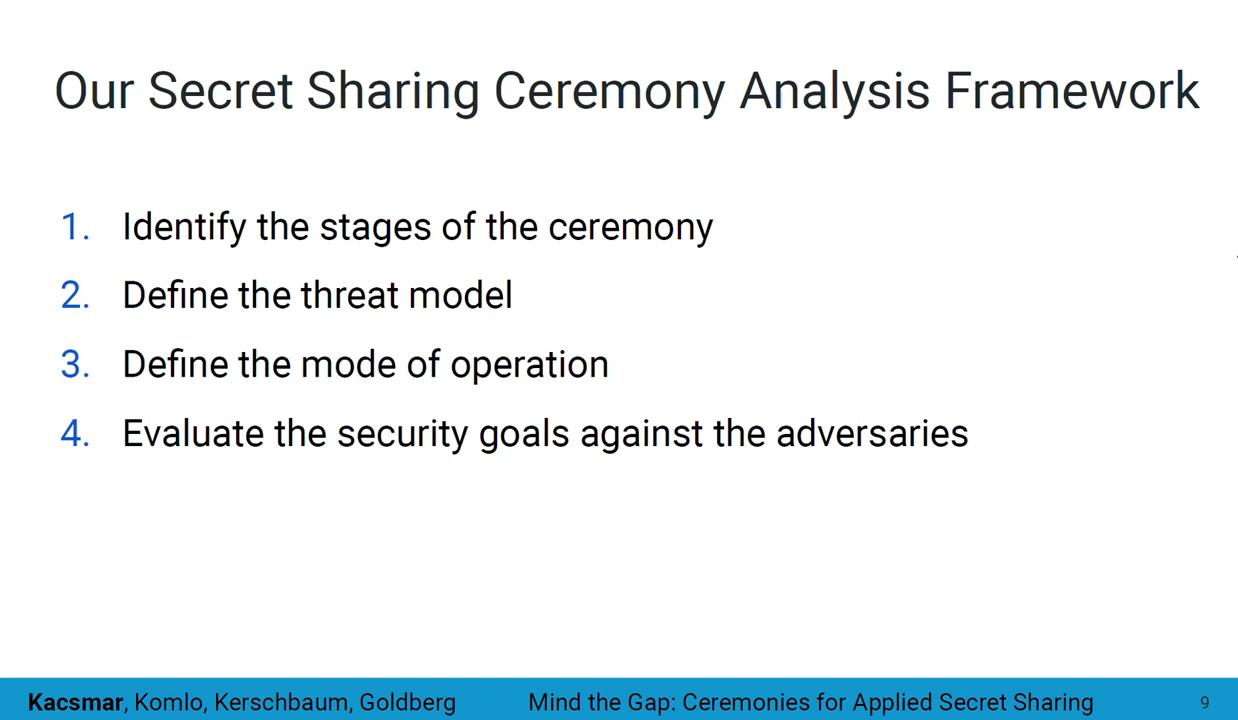 Our Secret Sharing Ceremony Analysis Framework
1. Identify the stages of the ceremony
2. Define the threat model
3. Define the mode of operation
4. Evaluate the security goals against the adversaries
Kacsmar, Komlo, Kerschbaum, Goldberg Mind the Gap: Ceremonies for Applied Secret Sharing 9